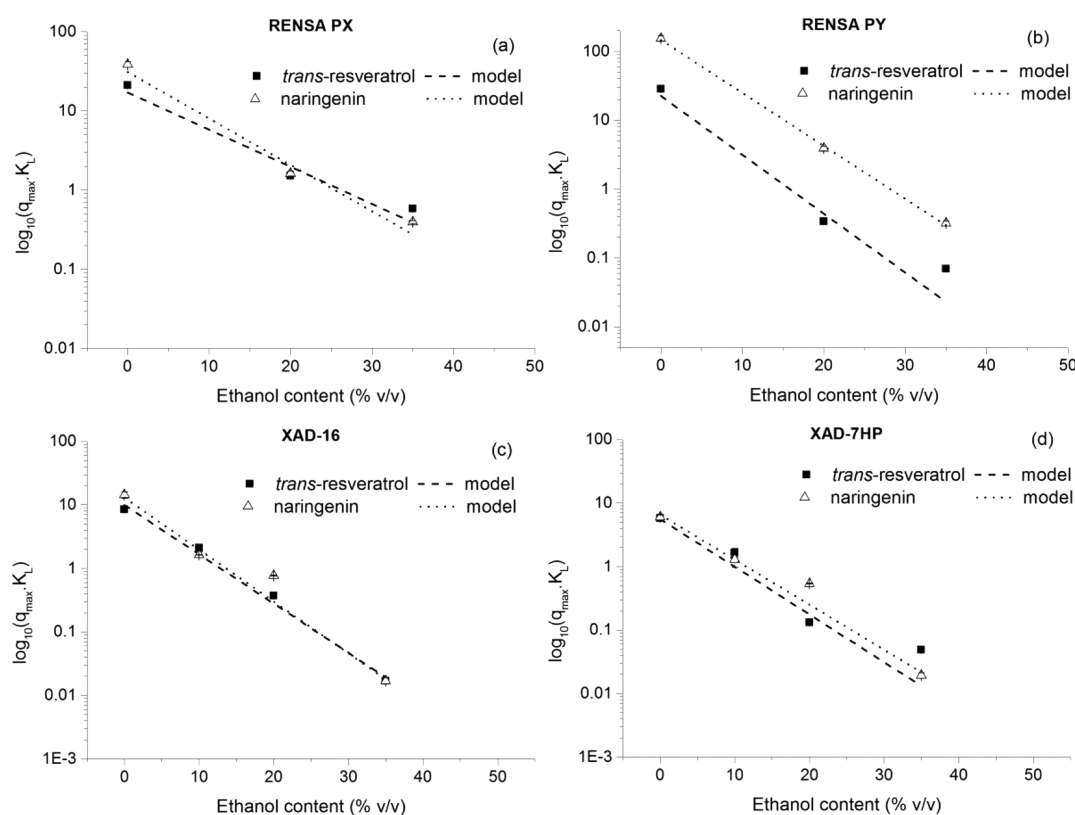 RENSA PX
(a)
trans-resveratrol model
naringenin model
100
10
1
0.1
0.01
log10(qmax.KL)
0 10 20 30 40 50
Ethanol content (% v/v)
RENSA PY
(b)
trans-resveratrol model
naringenin model
100
10
1
0.1
0.01
log10(qmax.KL)
0 10 20 30 40 50
Ethanol content (% v/v)
XAD-16
(c)
trans-resveratrol model
naringenin model
100
10
1
0.1
0.01
1E-3
log10(qmax.KL)
0 10 20 30 40 50
Ethanol content (% v/v)
XAD-7HP
(d)
trans-resveratrol model
naringenin model
100
10
1
0.1
0.01
1E-3
log10(qmax.KL)
0 10 20 30 40 50
Ethanol content (% v/v)